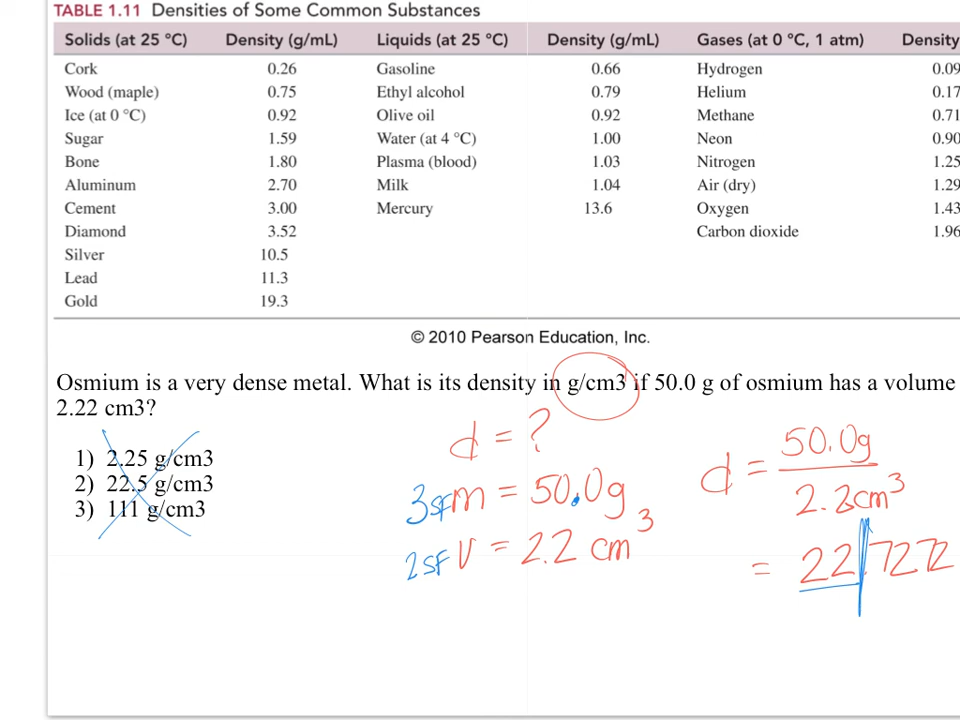 TABLE 1.11 Densities of Some Common Substances
Solids (at 25 °C) Density (g/mL) Liquids (at 25 °C) Density (g/mL) Gases (at 0 °C, 1 atm) Density
Cork 0.26 Gasoline 0.66 Hydrogen 0.09
Wood (maple) 0.75 Ethyl alcohol 0.79 Helium 0.17
Ice (at 0 °C) 0.92 Olive oil 0.92 Methane 0.71
Sugar 1.59 Water (at 4 °C) 1.00 Neon 0.90
Bone 1.80 Plasma (blood) 1.03 Nitrogen 1.25
Aluminum 2.70 Milk 1.04 Air (dry) 1.29
Cement 3.00 Mercury 13.6 Oxygen 1.43
Diamond 3.52 Carbon dioxide 1.96
Silver 10.5
Lead 11.3
Gold 19.3
© 2010 Pearson Education, Inc.
Osmium is a very dense metal. What is its density in g/cm3 if 50.0 g of osmium has a volume
2.22 cm3?
1) 2.25 g/cm3
2) 22.5 g/cm3
3) 111 g/cm3
d = ?
3SF m = 50.0g
2SF V = 2.2 cm3
d = 50.0g
2.2cm3
= 22.7272